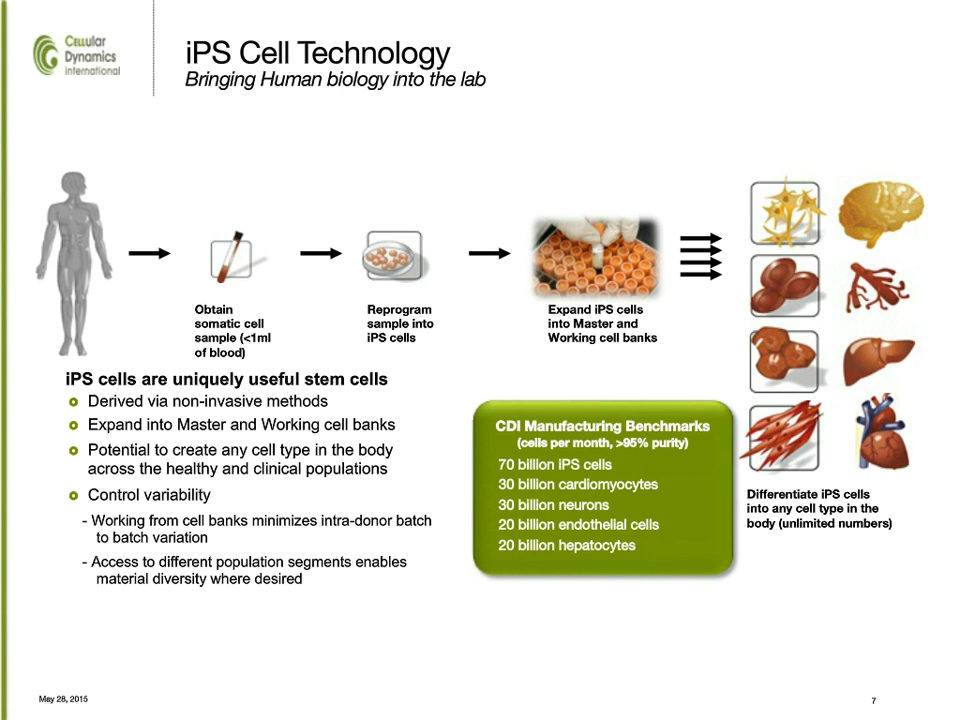 CELLular
Dynamics
international
iPS Cell Technology
Bringing Human biology into the lab
Obtain
somatic cell
sample (<1ml
of blood)
Reprogram
sample into
iPS cells
Expand iPS cells
into Master and
Working cell banks
iPS cells are uniquely useful stem cells
Derived via non-invasive methods
Expand into Master and Working cell banks
Potential to create any cell type in the body
across the healthy and clinical populations
Control variability
- Working from cell banks minimizes intra-donor batch
to batch variation
- Access to different population segments enables
material diversity where desired
CDI Manufacturing Benchmarks
(cells per month, >95% purity)
70 billion iPS cells
30 billion cardiomyocytes
30 billion neurons
20 billion endothelial cells
20 billion hepatocytes
Differentiate iPS cells
into any cell type in the
body (unlimited numbers)
May 28, 2015
7